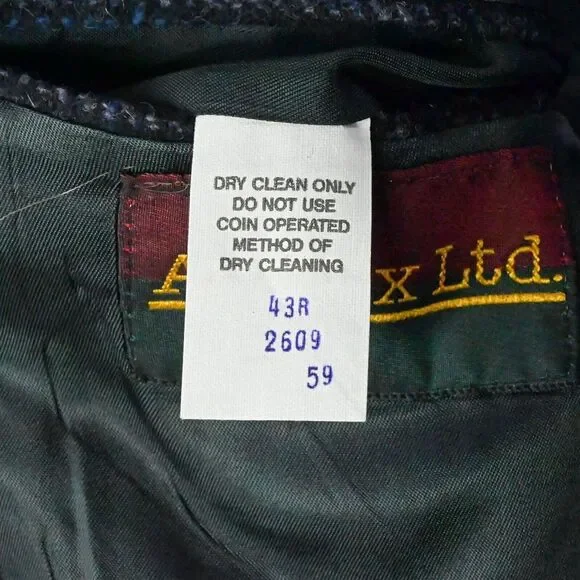 DRY CLEAN ONLY
DO NOT USE
COIN OPERATED
METHOD OF
DRY CLEANING
43R
2609
59
Ltd.